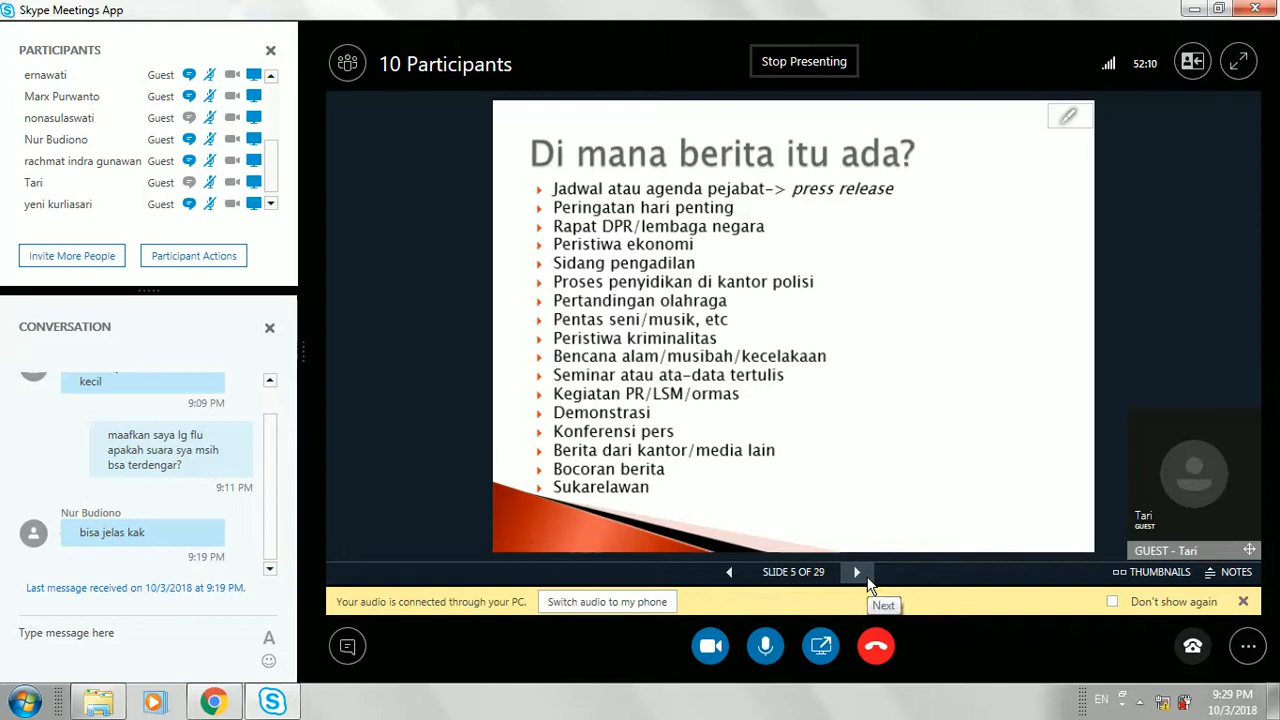 Skype Meetings App
PARTICIPANTS
ernawati Guest
Marx Purwanto Guest
nonasulaswati Guest
Nur Budiono Guest
rachmat indra gunawan Guest
Tari Guest
yeni kurliasari Guest
Invite More People
Participant Actions
CONVERSATION
kecil
9:09 PM
maafkan saya lg flu
apakah suara sya msih
bsa terdengar?
9:11 PM
Nur Budiono
bisa jelas kak
9:19 PM
Last message received on 10/3/2018 at 9:19 PM.
Type message here
A
10 Participants
Stop Presenting
52:10
Di mana berita itu ada?
Jadwal atau agenda pejabat-> press release
Peringatan hari penting
Rapat DPR/lembaga negara
Peristiwa ekonomi
Sidang pengadilan
Proses penyidikan di kantor polisi
Pertandingan olahraga
Pentas seni/musik, etc
Peristiwa kriminalitas
Bencana alam/musibah/kecelakaan
Seminar atau ata-data tertulis
Kegiatan PR/LSM/ormas
Demonstrasi
Konferensi pers
Berita dari kantor/media lain
Bocoran berita
Sukarelawan
Tari
GUEST
GUEST - Tari
SLIDE 5 OF 29
THUMBNAILS
NOTES
Next
Your audio is connected through your PC.
Switch audio to my phone
Don't show again
EN
9:29 PM
10/3/2018